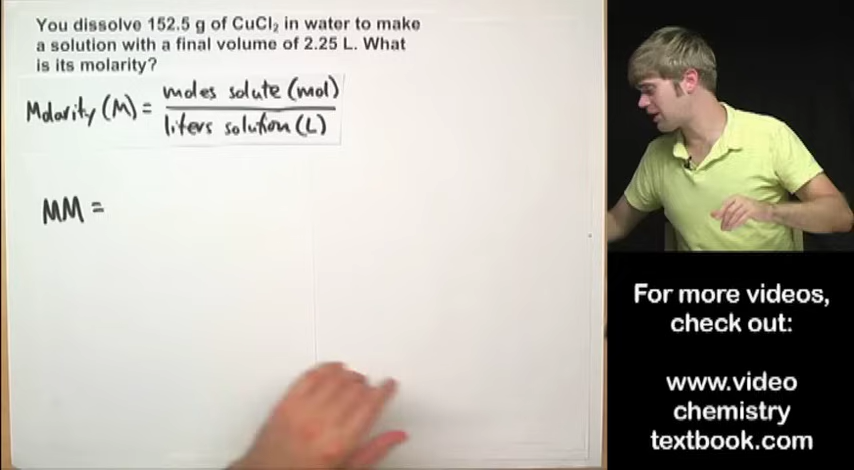 You dissolve 152.5 g of CuCl₂ in water to make
a solution with a final volume of 2.25 L. What
is its molarity?
Molarity (M) = moles solute (mol)
liters solution (L)
MM =
For more videos,
check out:
www.video
chemistry
textbook.com